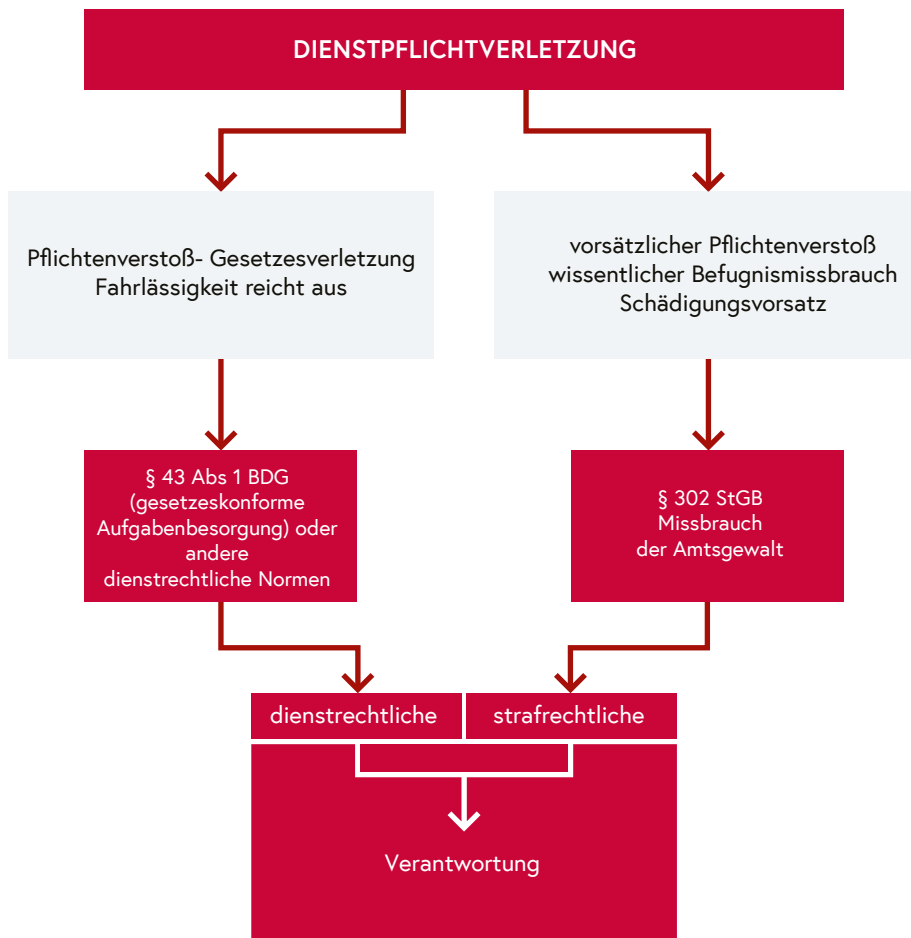 DIENSTPFLICHTVERLETZUNG
Pflichtenverstoß- Gesetzesverletzung
Fahrlässigkeit reicht aus
vorsätzlicher Pflichtenverstoß
wissentlicher Befugnismissbrauch
Schädigungsvorsatz
§ 43 Abs 1 BDG
(gesetzeskonforme
Aufgabenbesorgung) oder
andere
dienstrechtliche Normen
§ 302 StGB
Missbrauch
der Amtsgewalt
dienstrechtliche
strafrechtliche
Verantwortung